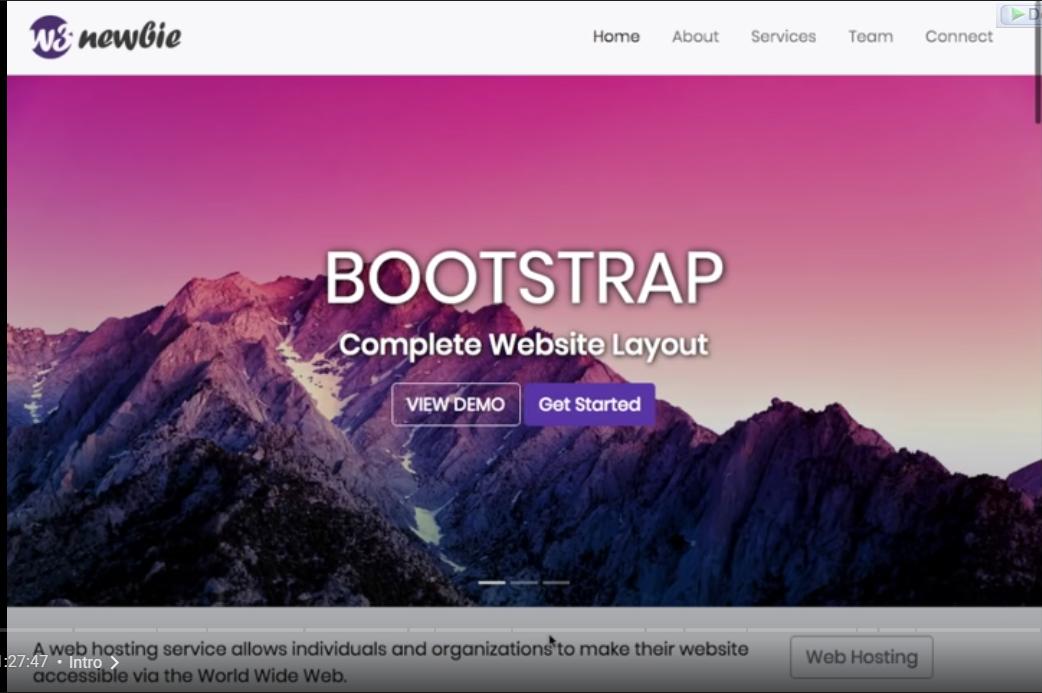 W3 newbie
Home About Services Team Connect
BOOTSTRAP
Complete Website Layout
VIEW DEMO Get Started
A web hosting service allows individuals and organizations to make their website
accessible via the World Wide Web.
Web Hosting
1:27:47 • Intro